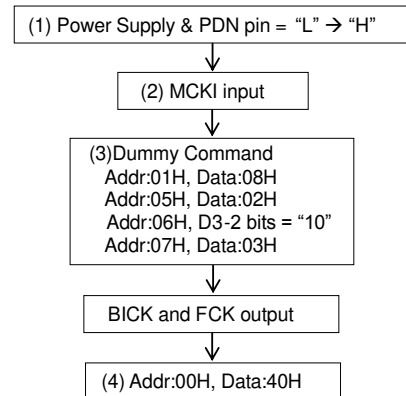 (1) Power Supply & PDN pin = “L” → “H”
(2) MCKI input
(3)Dummy Command
Addr:01H, Data:08H
Addr:05H, Data:02H
Addr:06H, D3-2 bits = “10”
Addr:07H, Data:03H
BICK and FCK output
(4) Addr:00H, Data:40H